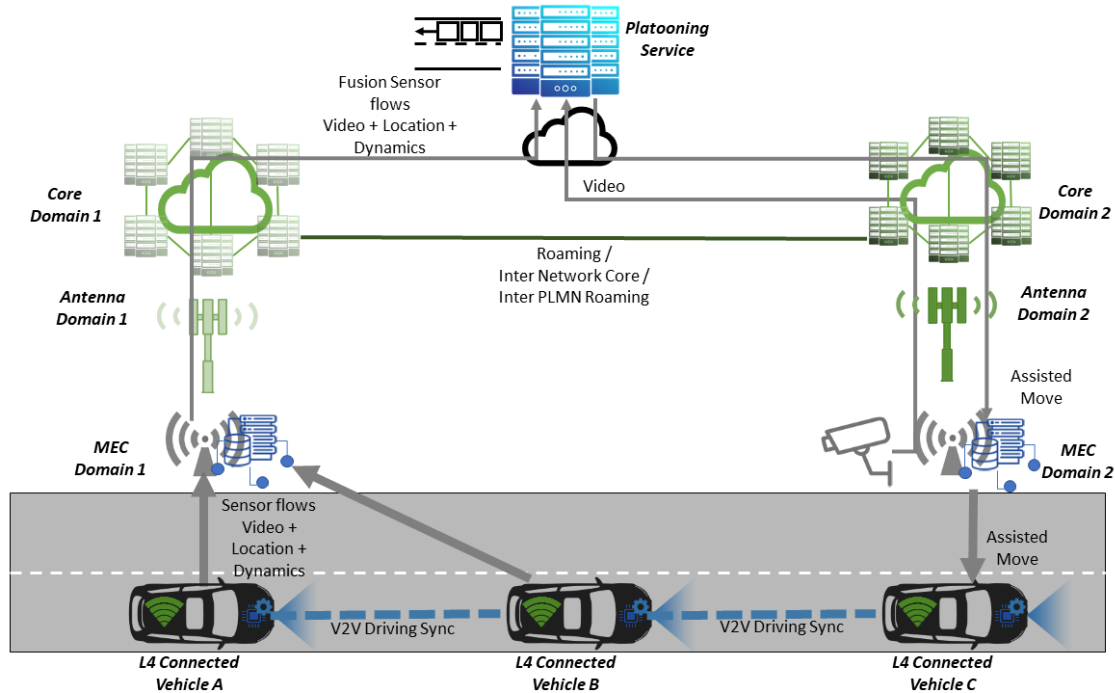 Platooning
Service
Fusion Sensor
flows
Video + Location +
Dynamics
Video
Core
Domain 1
Core
Domain 2
Roaming /
Inter Network Core /
Inter PLMN Roaming
Antenna
Domain 1
Antenna
Domain 2
Assisted
Move
MEC
Domain 1
MEC
Domain 2
Sensor flows
Video +
Location +
Dynamics
Assisted
Move
V2V Driving Sync
V2V Driving Sync
L4 Connected
Vehicle A
L4 Connected
Vehicle B
L4 Connected
Vehicle C